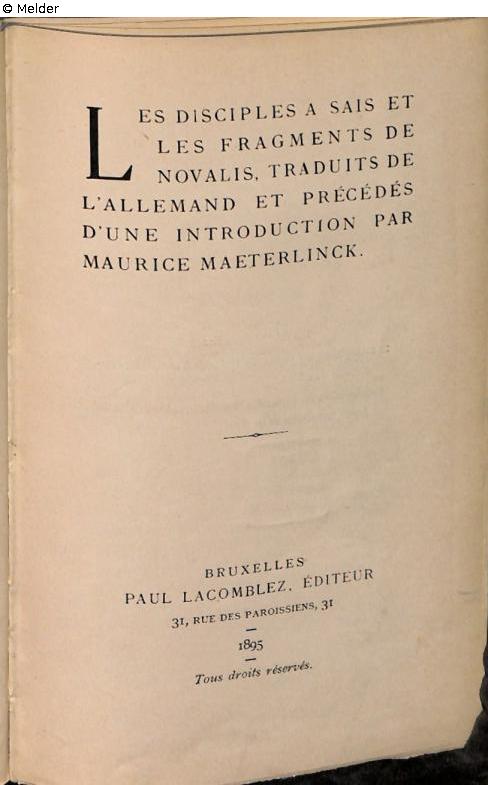 © Melder
LES DISCIPLES A SAIS ET
LES FRAGMENTS DE
NOVALIS, TRADUITS DE
L'ALLEMAND ET PRÉCÉDÉS
D'UNE INTRODUCTION PAR
MAURICE MAETERLINCK.
BRUXELLES
PAUL LACOMBLEZ, ÉDITEUR
31, RUE DES PAROISSIENS, 31
1895
Tous droits réservés.